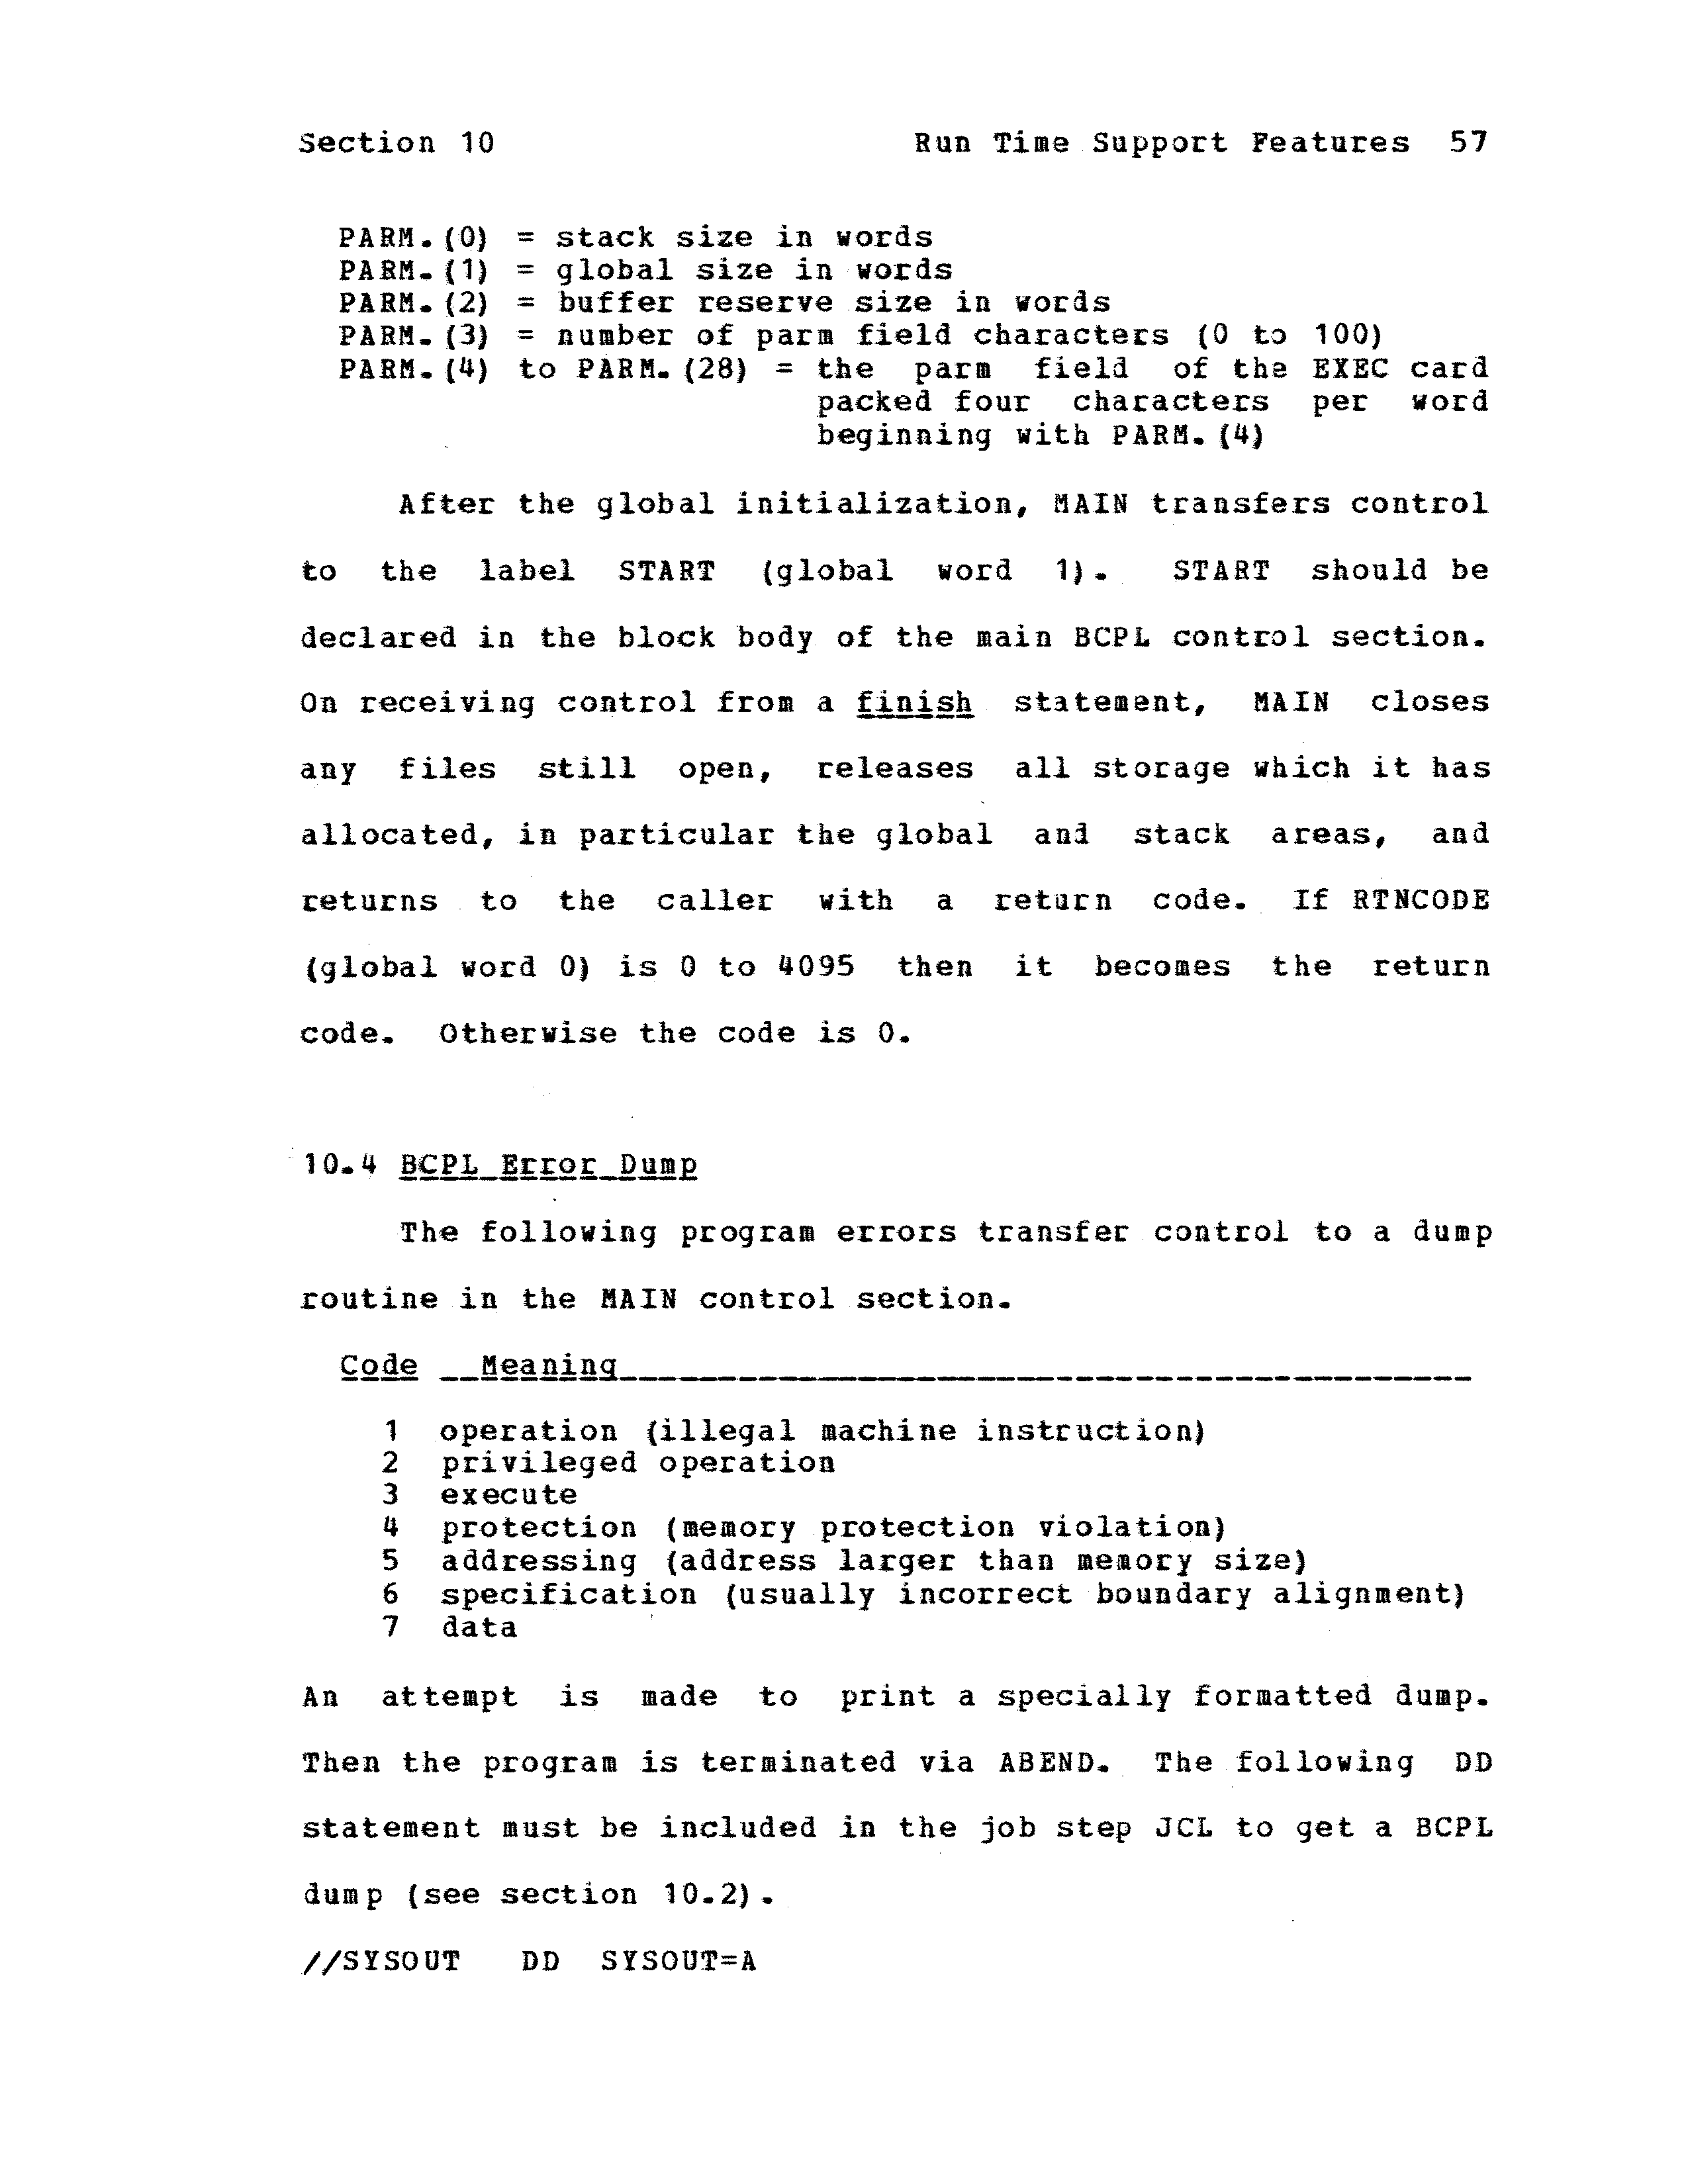 Section 10 Run Time Support Features 57
PARM.(0) = stack size in words
PARM.(1) = global size in words
PARM.(2) = buffer reserve size in words
PARM.(3) = number of parm field characters (0 to 100)
PARM.(4) to PARM.(28) = the parm field of the EXEC card
packed four characters per word
beginning with PARM.(4)
After the global initialization, MAIN transfers control
to the label START (global word 1). START should be
declared in the block body of the main BCPL control section.
On receiving control from a finish statement, MAIN closes
any files still open, releases all storage which it has
allocated, in particular the global and stack areas, and
returns to the caller with a return code. If RTNCODE
(global word 0) is 0 to 4095 then it becomes the return
code. Otherwise the code is 0.
10.4 BCPL Error Dump
The following program errors transfer control to a dump
routine in the MAIN control section.
Code Meaning
1 operation (illegal machine instruction)
2 privileged operation
3 execute
4 protection (memory protection violation)
5 addressing (address larger than memory size)
6 specification (usually incorrect boundary alignment)
7 data
An attempt is made to print a specially formatted dump.
Then the program is terminated via ABEND. The following DD
statement must be included in the job step JCL to get a BCPL
dump (see section 10.2).
//SYSOUT DD SYSOUT=A